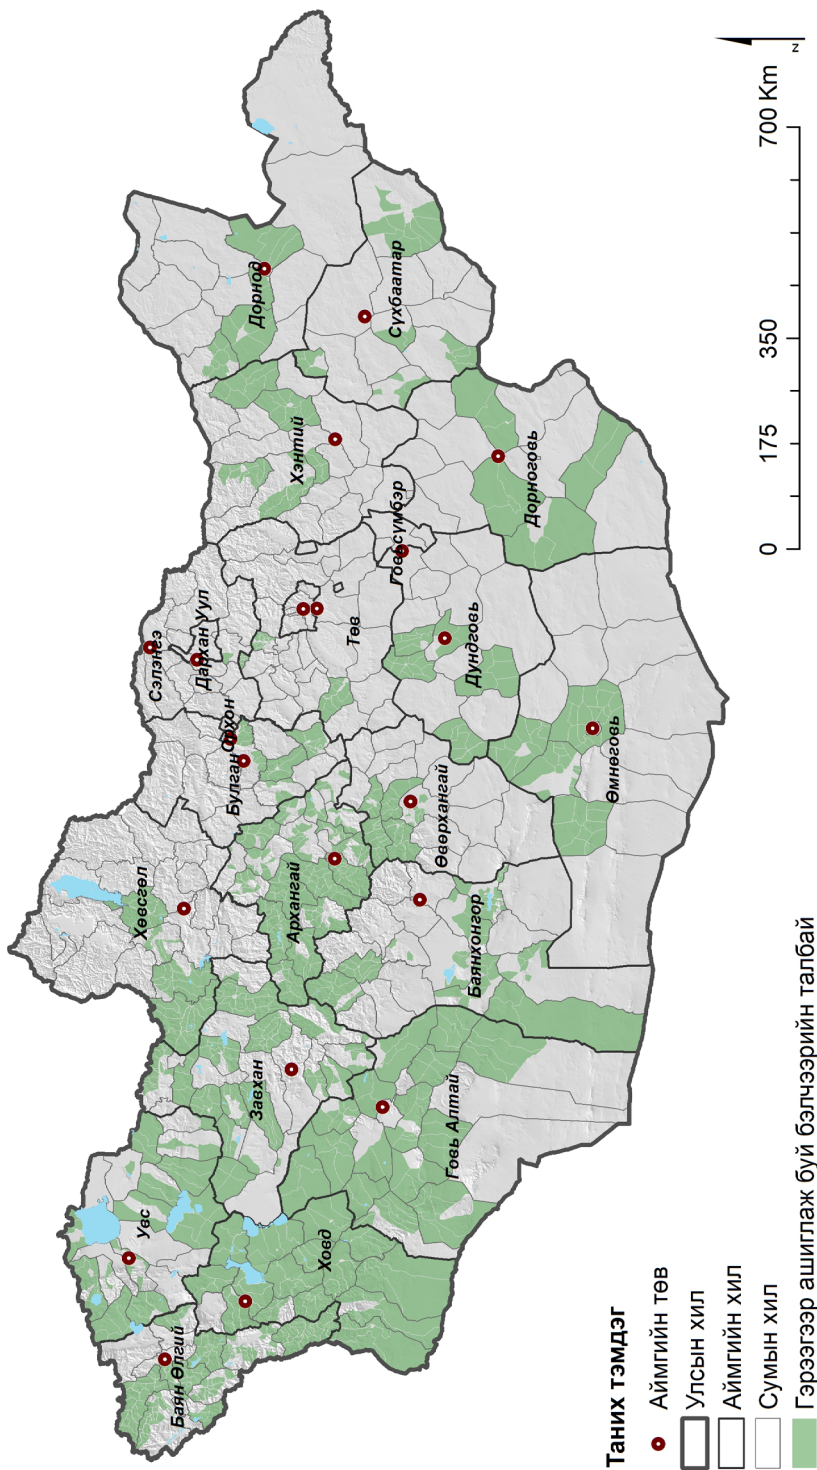 Баян Өлгий
Увс
Ховд
Завхан
Говь Алтай
Хөвсгөл
Архангай
Баянхонгор
Өвөрхангай
Булган
Орхон
Сэлэнгэ
Дархан Уул
Төв
Говьсүмбэр
Дундговь
Өмнөговь
Дорноговь
Хэнтий
Дорнод
Сүхбаатар
Таних тэмдэг
Аймгийн төв
Улсын хил
Аймгийн хил
Сумын хил
Гэрээгээр ашиглаж буй бэлчээрийн талбай
0 175 350 700 Km
N